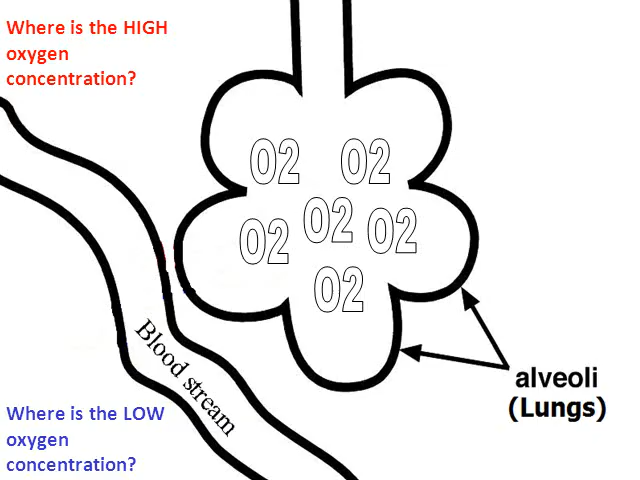 Where is the HIGH
oxygen
concentration?
O2 O2
O2 O2 O2
O2
Blood stream
alveoli
(Lungs)
Where is the LOW
oxygen
concentration?